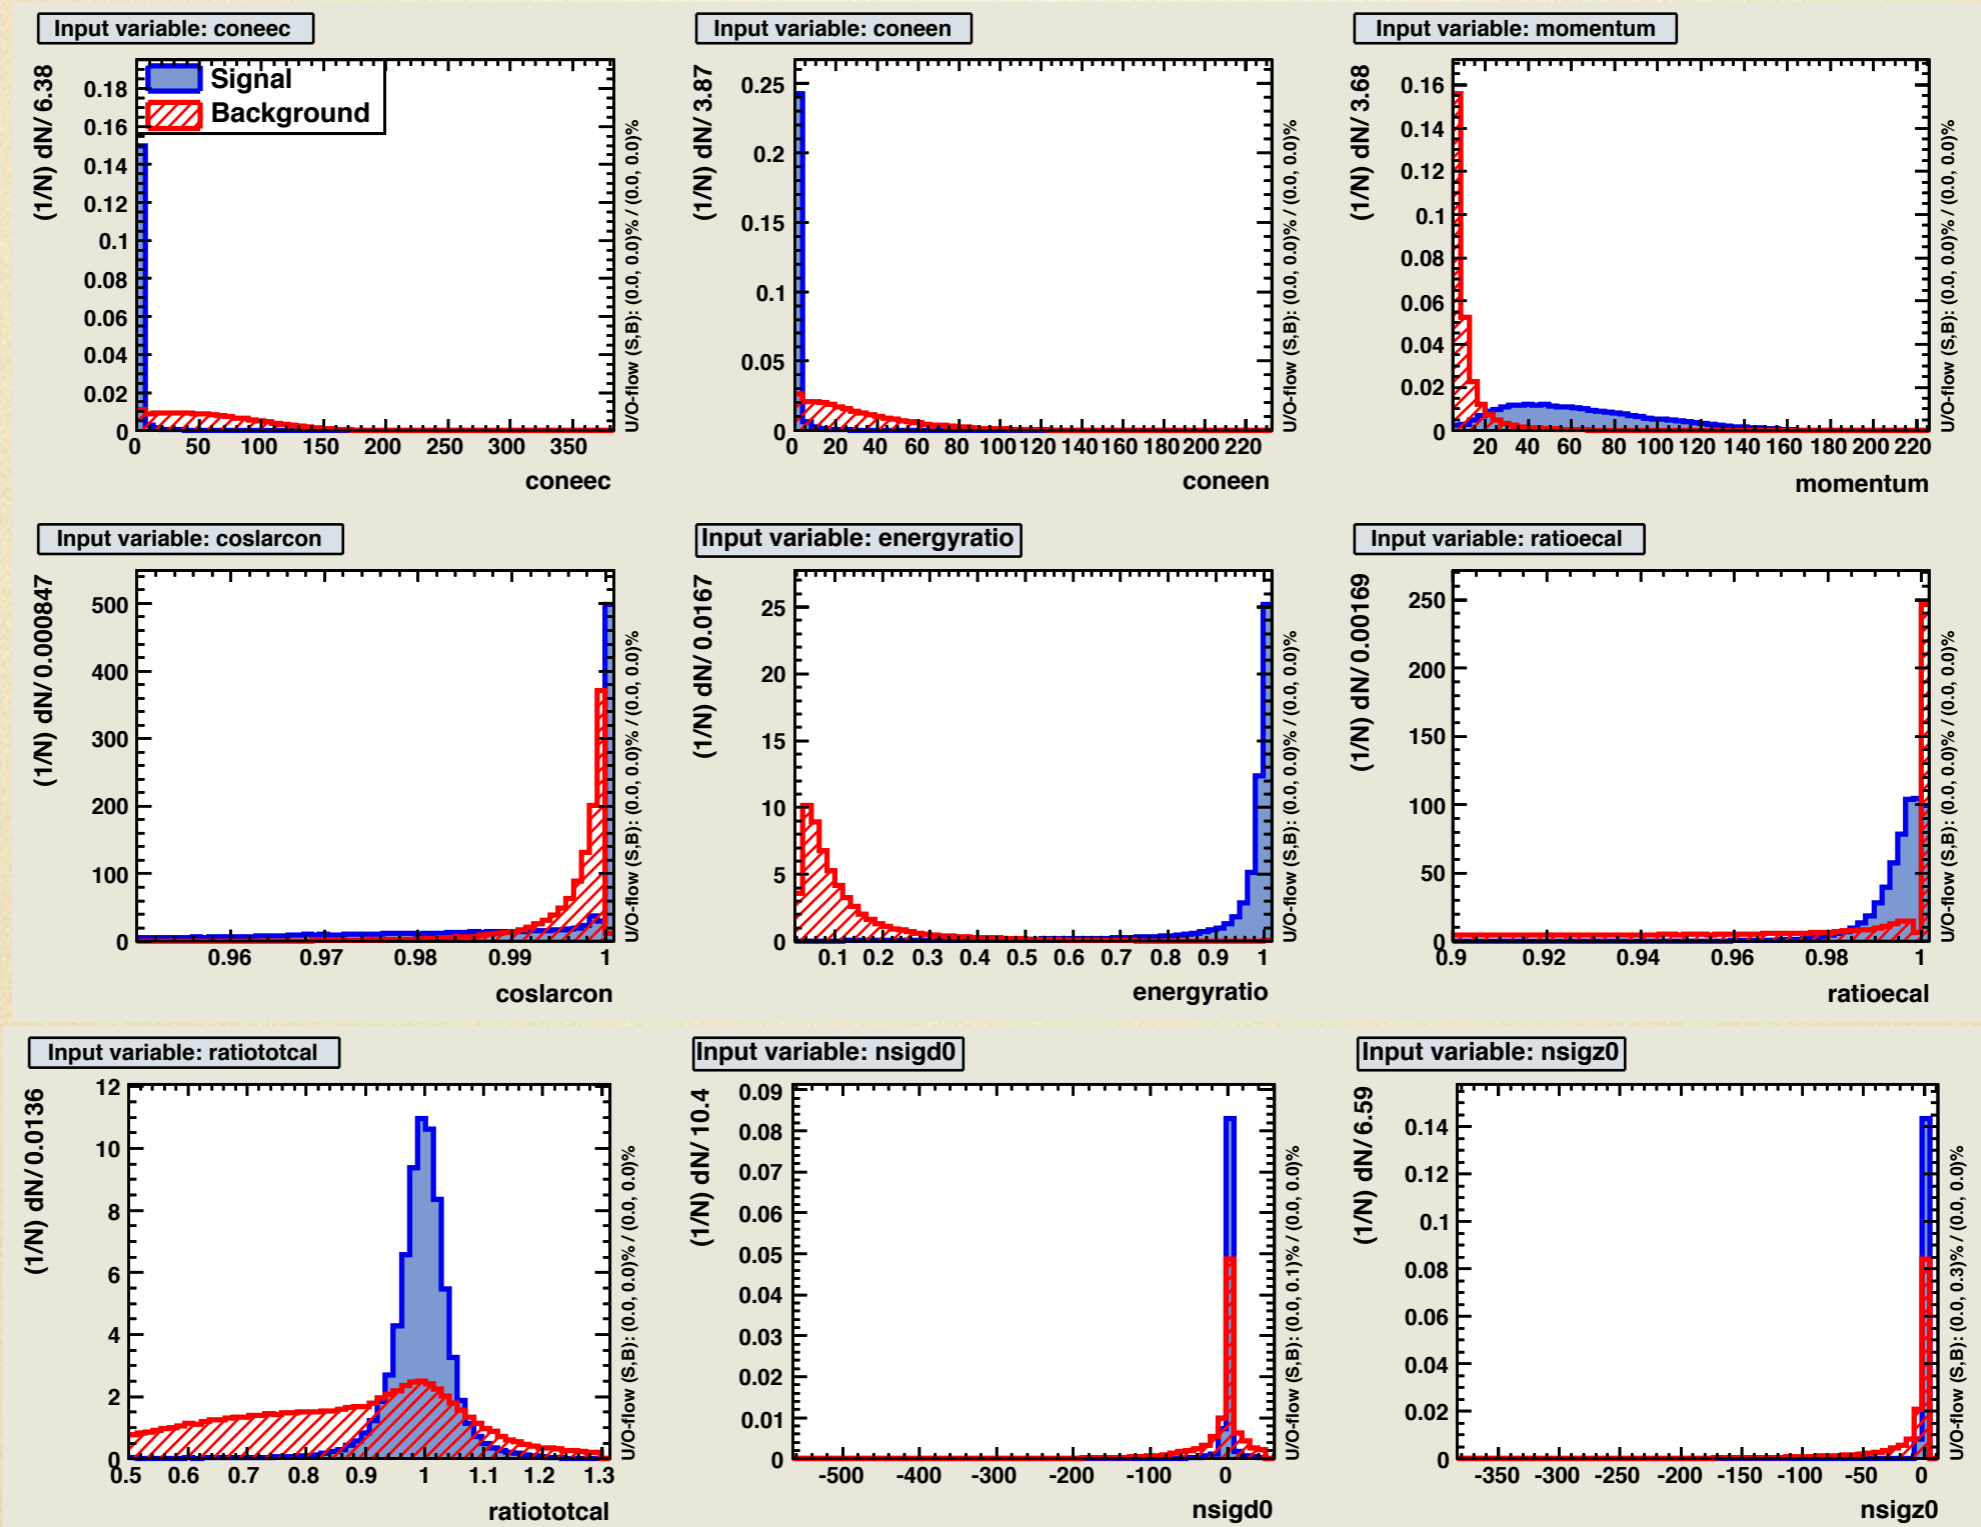 Input variable: coneec
(1/N) dN/ 6.38
0.18
0.16
0.14
0.12
0.1
0.08
0.06
0.04
0.02
0
Signal
Background
0 50 100 150 200 250 300 350
coneec
U/O-flow (S,B): (0.0, 0.0)% / (0.0, 0.0)%
Input variable: coneen
(1/N) dN/ 3.87
0.25
0.2
0.15
0.1
0.05
0
0 20 40 60 80 100 120 140 160 180 200 220
coneen
U/O-flow (S,B): (0.0, 0.0)% / (0.0, 0.0)%
Input variable: momentum
(1/N) dN/ 3.68
0.16
0.14
0.12
0.1
0.08
0.06
0.04
0.02
0
20 40 60 80 100 120 140 160 180 200 220
momentum
U/O-flow (S,B): (0.0, 0.0)% / (0.0, 0.0)%
Input variable: coslarcon
(1/N) dN/ 0.000847
500
400
300
200
100
0
0.96 0.97 0.98 0.99 1
coslarcon
U/O-flow (S,B): (0.0, 0.0)% / (0.0, 0.0)%
Input variable: energyratio
(1/N) dN/ 0.0167
25
20
15
10
5
0
0.1 0.2 0.3 0.4 0.5 0.6 0.7 0.8 0.9 1
energyratio
U/O-flow (S,B): (0.0, 0.0)% / (0.0, 0.0)%
Input variable: ratioecal
(1/N) dN/ 0.00169
250
200
150
100
50
0
0.9 0.92 0.94 0.96 0.98 1
ratioecal
U/O-flow (S,B): (0.0, 0.0)% / (0.0, 0.0)%
Input variable: ratiototcal
(1/N) dN/ 0.0136
12
10
8
6
4
2
0
0.5 0.6 0.7 0.8 0.9 1 1.1 1.2 1.3
ratiototcal
U/O-flow (S,B): (0.0, 0.0)% / (0.0, 0.0)%
Input variable: nsigd0
(1/N) dN/ 10.4
0.09
0.08
0.07
0.06
0.05
0.04
0.03
0.02
0.01
0
-500 -400 -300 -200 -100 0
nsigd0
U/O-flow (S,B): (0.0, 0.1)% / (0.0, 0.0)%
Input variable: nsigz0
(1/N) dN/ 6.59
0.14
0.12
0.1
0.08
0.06
0.04
0.02
0
-350 -300 -250 -200 -150 -100 -50 0
nsigz0
U/O-flow (S,B): (0.0, 0.3)% / (0.0, 0.0)%